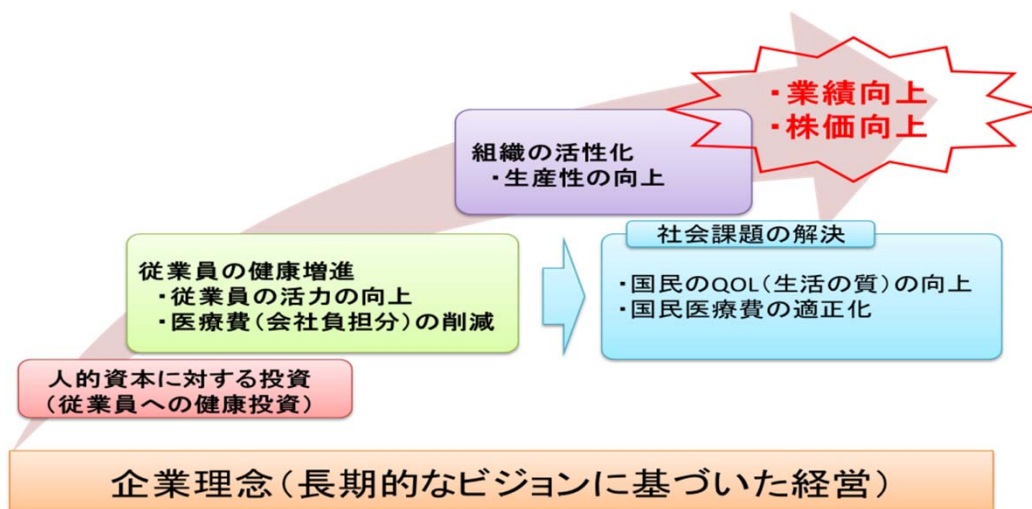 ・業績向上
・株価向上
組織の活性化
・生産性の向上
社会課題の解決
・国民のQOL(生活の質)の向上
・国民医療費の適正化
従業員の健康増進
・従業員の活力の向上
・医療費(会社負担分)の削減
人的資本に対する投資
(従業員への健康投資)
企業理念(長期的なビジョンに基づいた経営)